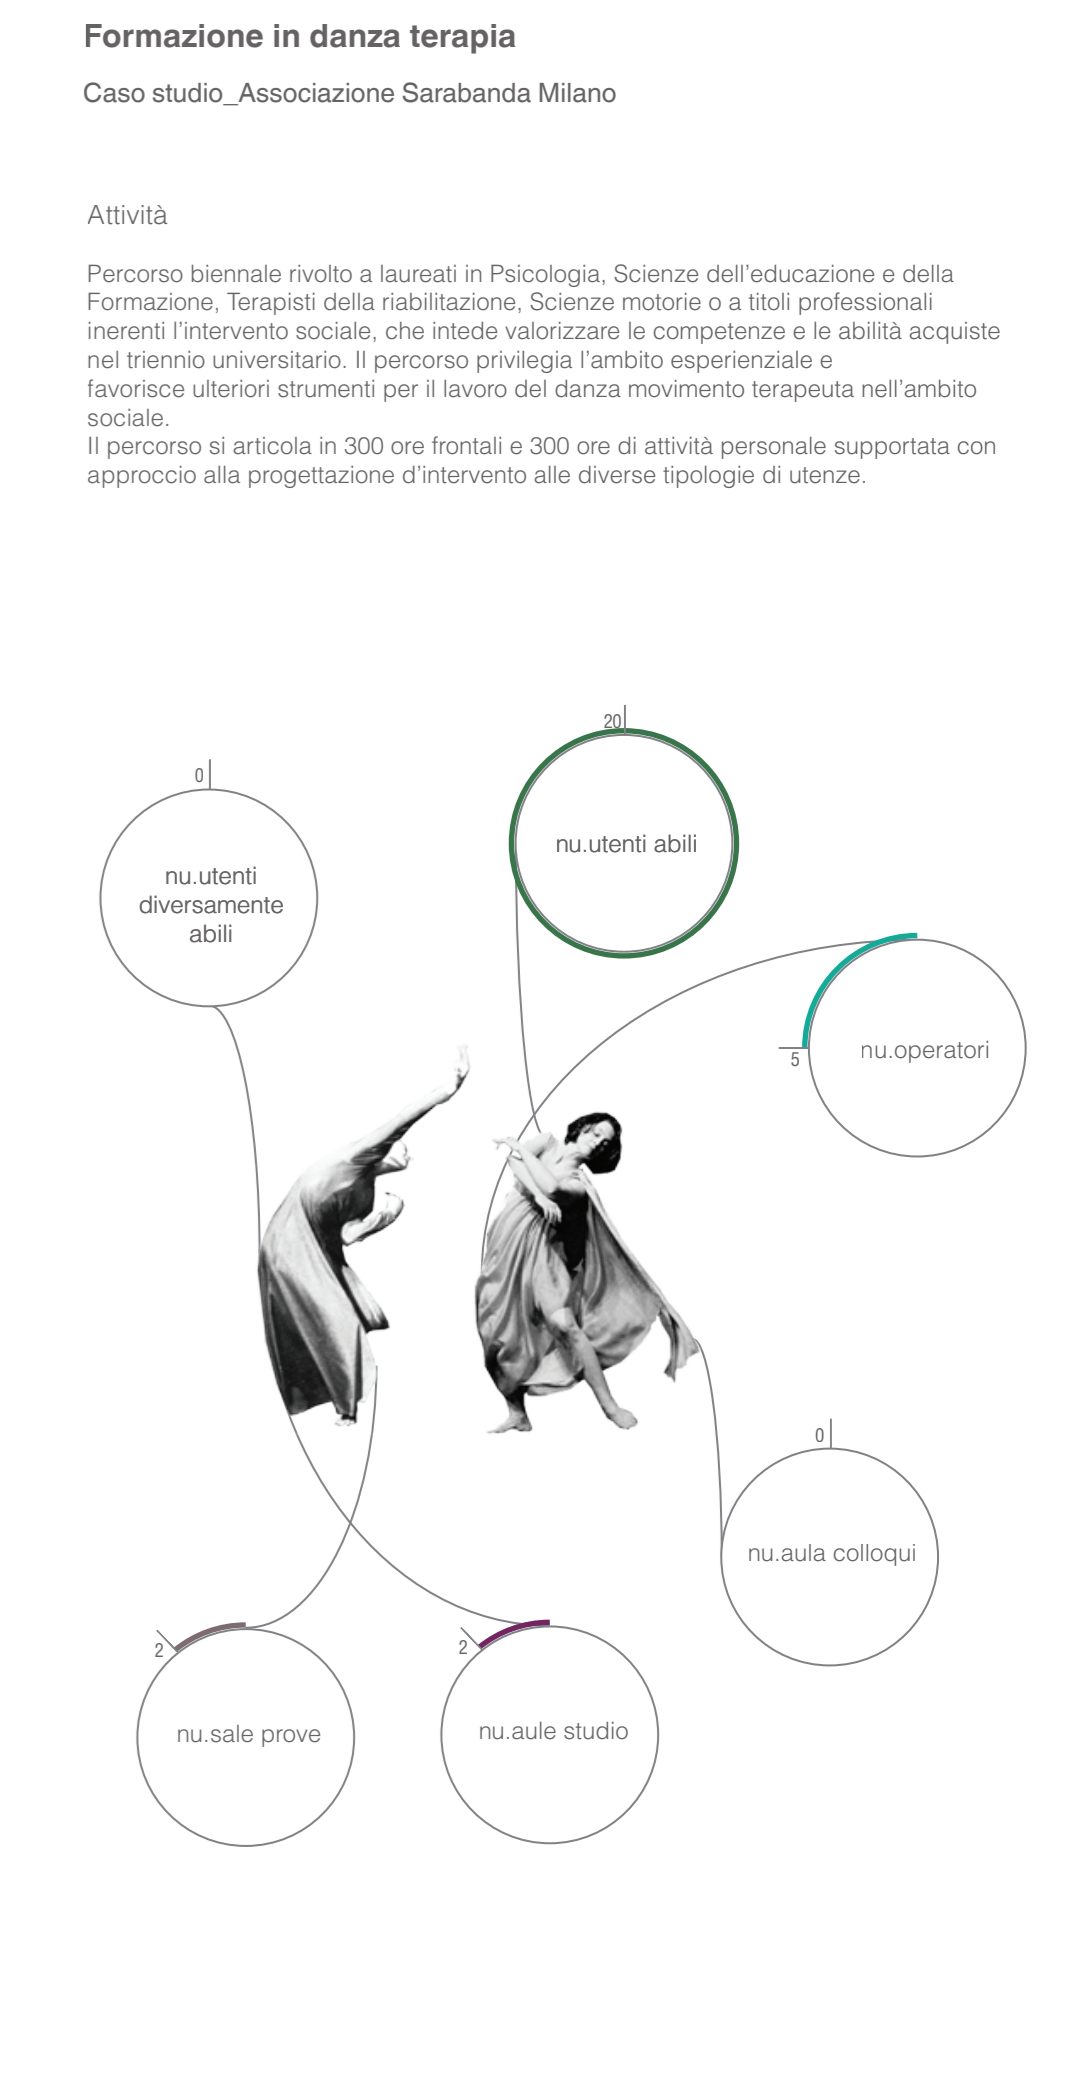 Formazione in danza terapia
Caso studio_Associazione Sarabanda Milano
Attività
Percorso biennale rivolto a laureati in Psicologia, Scienze dell’educazione e della
Formazione, Terapisti della riabilitazione, Scienze motorie o a titoli professionali
inerenti l’intervento sociale, che intede valorizzare le competenze e le abilità acquiste
nel triennio universitario. Il percorso privilegia l’ambito esperienziale e
favorisce ulteriori strumenti per il lavoro del danza movimento terapeuta nell’ambito
sociale.
Il percorso si articola in 300 ore frontali e 300 ore di attività personale supportata con
approccio alla progettazione d’intervento alle diverse tipologie di utenze.
20
nu.utenti abili
0
nu.utenti
diversamente
abili
5
nu.operatori
0
nu.aula colloqui
2
nu.sale prove
2
nu.aule studio